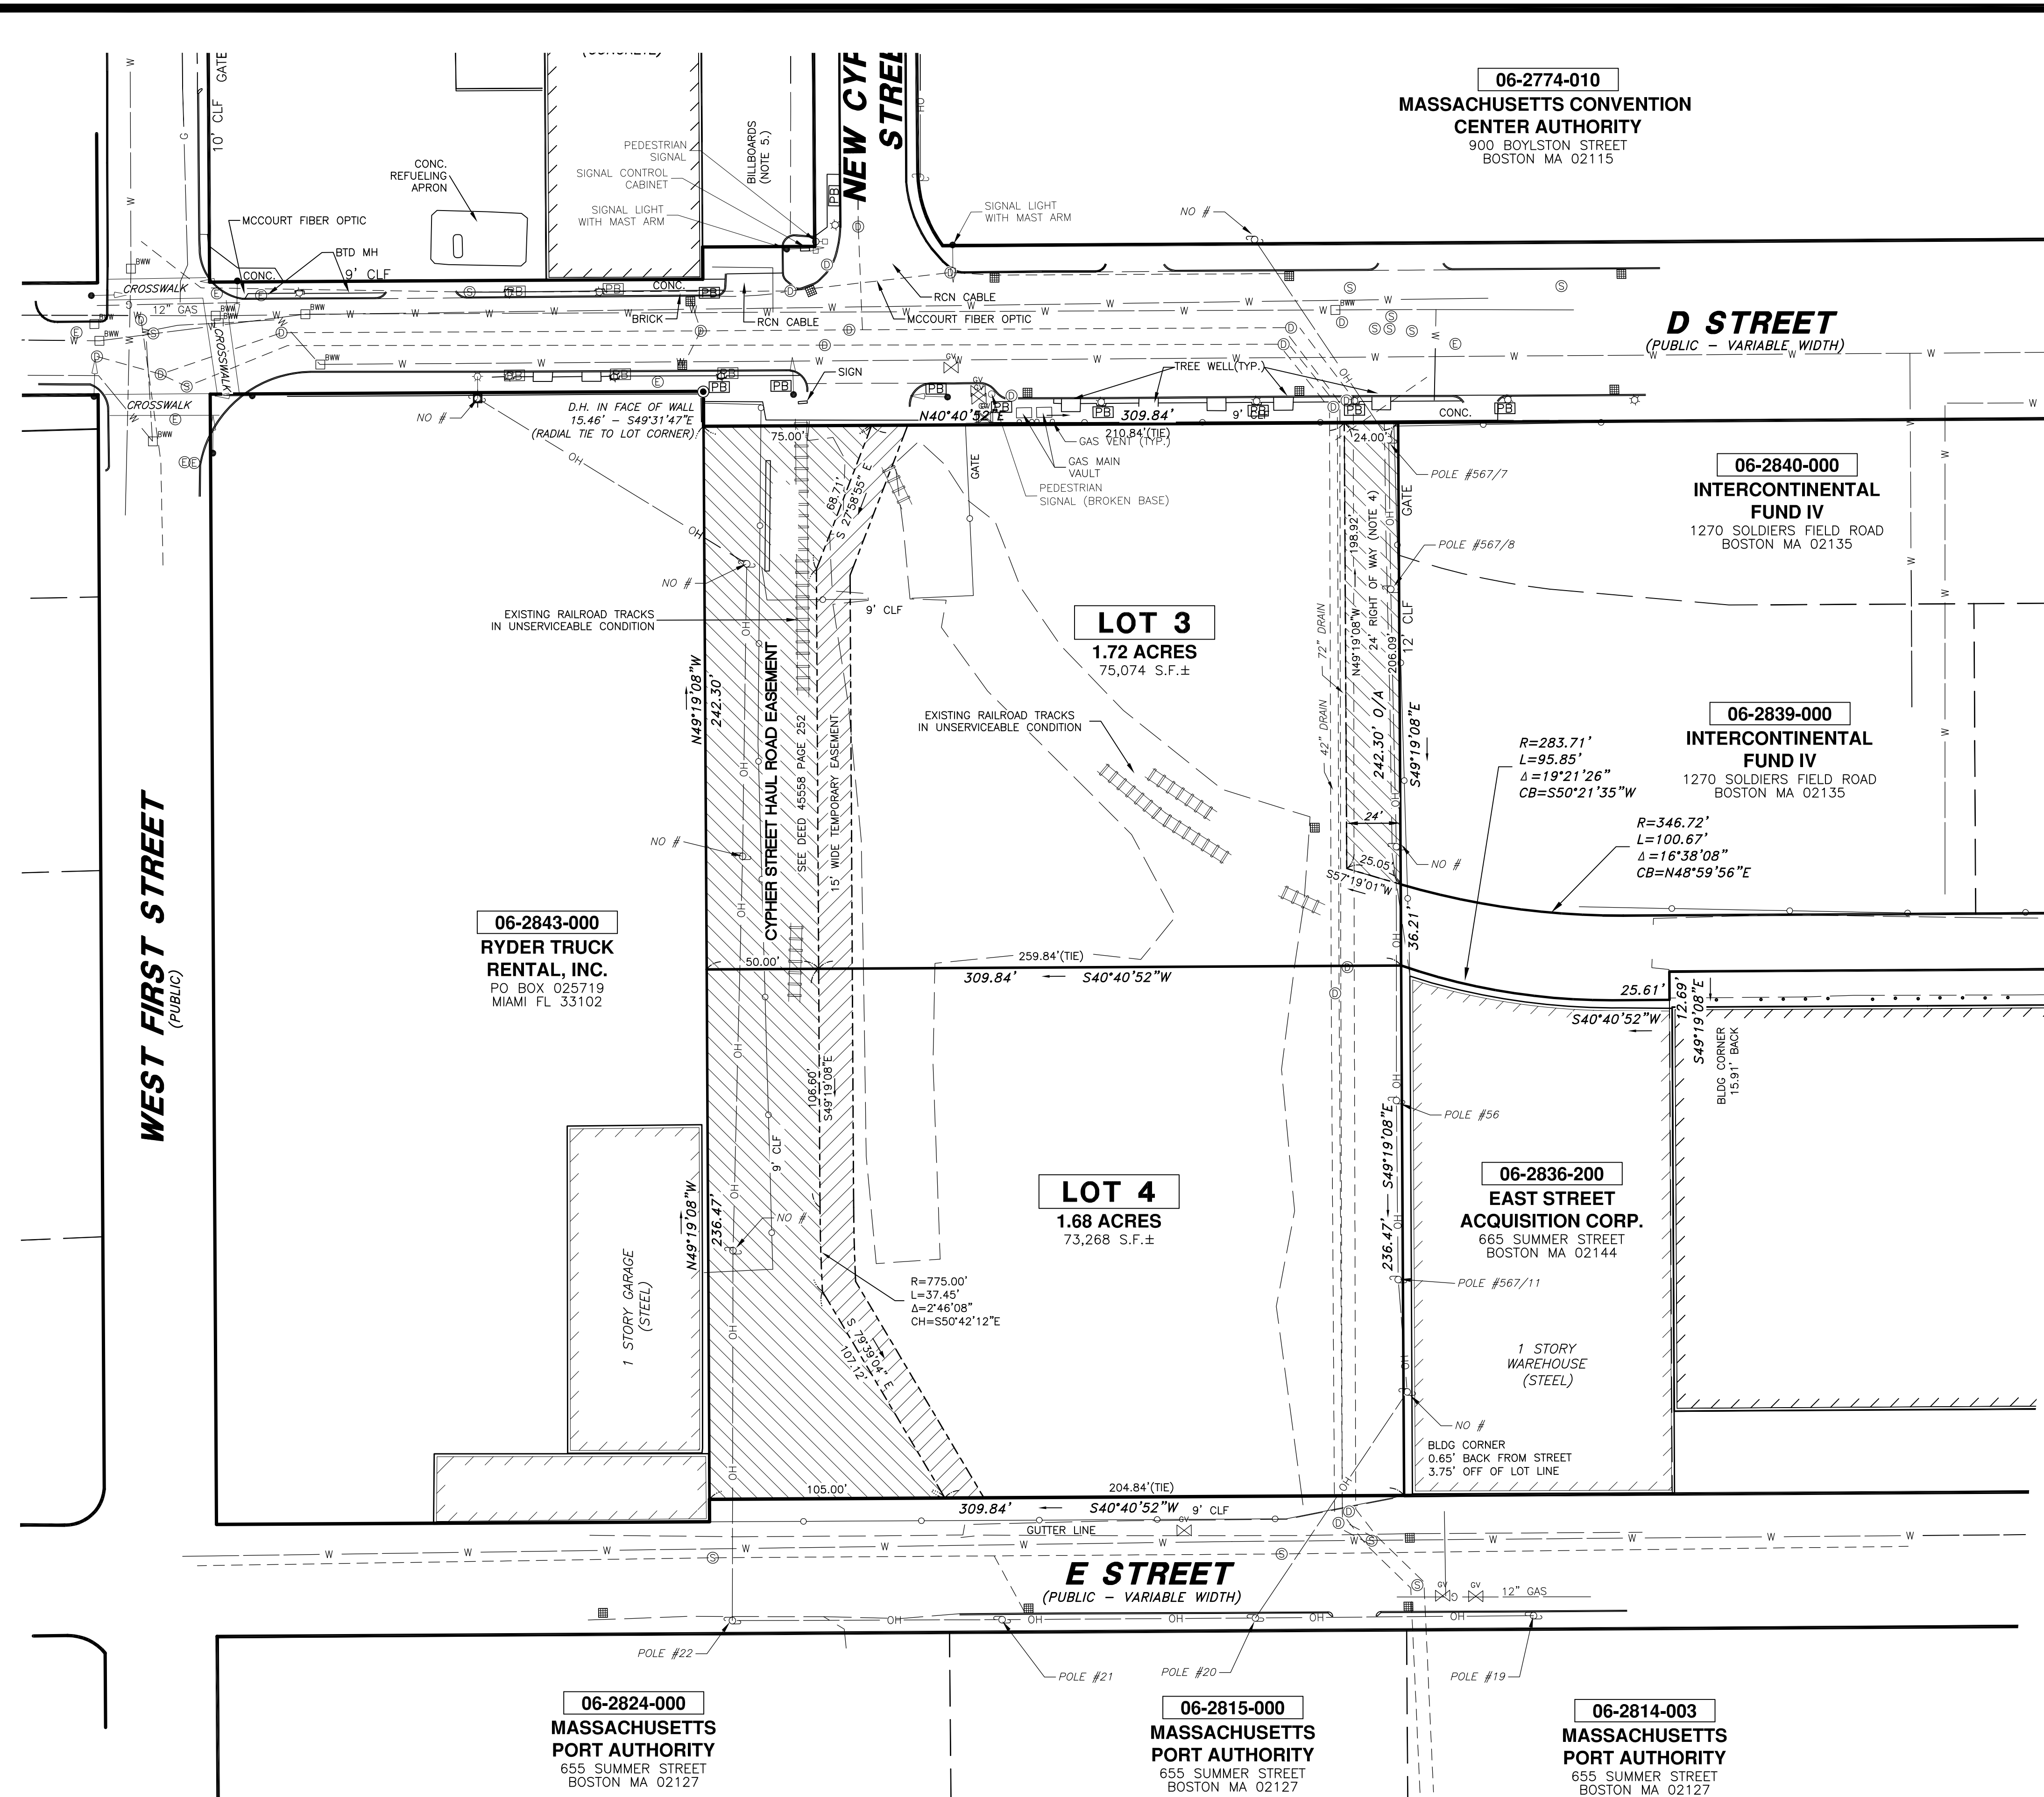 (CONCRETE)
GATE
10' CLF
NEW CYP
STREE
BILLBOARDS
(NOTE 5.)
PEDESTRIAN
SIGNAL
SIGNAL CONTROL
CABINET
SIGNAL LIGHT
WITH MAST ARM
CONC.
REFUELING
APRON
MCCOURT FIBER OPTIC
BTD MH
9' CLF
CONC.
CONC.
SIGNAL LIGHT
WITH MAST ARM
NO #
06-2774-010
MASSACHUSETTS CONVENTION
CENTER AUTHORITY
900 BOYLSTON STREET
BOSTON MA 02115
CROSSWALK
12" GAS
CROSSWALK
CROSSWALK
BRICK
RCN CABLE
RCN CABLE
MCCOURT FIBER OPTIC
D STREET
(PUBLIC – VARIABLE WIDTH)
SIGN
TREE WELL(TYP.)
NO #
D.H. IN FACE OF WALL
15.46' – S49°31'47"E
(RADIAL TIE TO LOT CORNER)
N40°40'52"E
309.84'
9' CLF
CONC.
75.00'
210.84'(TIE)
24.00'
GAS VENT (TYP.)
GAS MAIN
VAULT
PEDESTRIAN
SIGNAL (BROKEN BASE)
GATE
GATE
POLE #567/7
POLE #567/8
68.71'
S 27°58'55" E
06-2840-000
INTERCONTINENTAL
FUND IV
1270 SOLDIERS FIELD ROAD
BOSTON MA 02135
NO #
9' CLF
EXISTING RAILROAD TRACKS
IN UNSERVICEABLE CONDITION
LOT 3
1.72 ACRES
75,074 S.F.±
72" DRAIN
42" DRAIN
198.92'
N49°19'08"W
24' RIGHT OF WAY (NOTE 4)
206.09'
12' CLF
242.30' O/A
S49°19'08"E
N49°19'08"W
242.30'
CYPHER STREET HAUL ROAD EASEMENT
SEE DEED 45558 PAGE 252
15' WIDE TEMPORARY EASEMENT
EXISTING RAILROAD TRACKS
IN UNSERVICEABLE CONDITION
06-2839-000
INTERCONTINENTAL
FUND IV
1270 SOLDIERS FIELD ROAD
BOSTON MA 02135
R=283.71'
L=95.85'
Δ=19°21'26"
CB=S50°21'35"W
R=346.72'
L=100.67'
Δ=16°38'08"
CB=N48°59'56"E
24'
25.05'
S57°19'01"W
NO #
NO #
36.21'
WEST FIRST STREET
(PUBLIC)
06-2843-000
RYDER TRUCK
RENTAL, INC.
PO BOX 025719
MIAMI FL 33102
50.00'
259.84'(TIE)
309.84'
S40°40'52"W
25.61'
S40°40'52"W
12.69'
S49°19'08"E
BLDG CORNER
15.91' BACK
106.60'
S49°19'08"E
9' CLF
N49°19'08"W
236.47'
NO #
LOT 4
1.68 ACRES
73,268 S.F.±
S49°19'08"E
236.47'
POLE #56
POLE #567/11
06-2836-200
EAST STREET
ACQUISITION CORP.
665 SUMMER STREET
BOSTON MA 02144
1 STORY GARAGE
(STEEL)
R=775.00'
L=37.45'
Δ=2°46'08"
CH=S50°42'12"E
S 79°39'04" E
107.12'
1 STORY
WAREHOUSE
(STEEL)
NO #
BLDG CORNER
0.65' BACK FROM STREET
3.75' OFF OF LOT LINE
105.00'
204.84'(TIE)
309.84'
S40°40'52"W
9' CLF
GUTTER LINE
E STREET
(PUBLIC – VARIABLE WIDTH)
12" GAS
POLE #22
POLE #21
POLE #20
POLE #19
06-2824-000
MASSACHUSETTS
PORT AUTHORITY
655 SUMMER STREET
BOSTON MA 02127
06-2815-000
MASSACHUSETTS
PORT AUTHORITY
655 SUMMER STREET
BOSTON MA 02127
06-2814-003
MASSACHUSETTS
PORT AUTHORITY
655 SUMMER STREET
BOSTON MA 02127